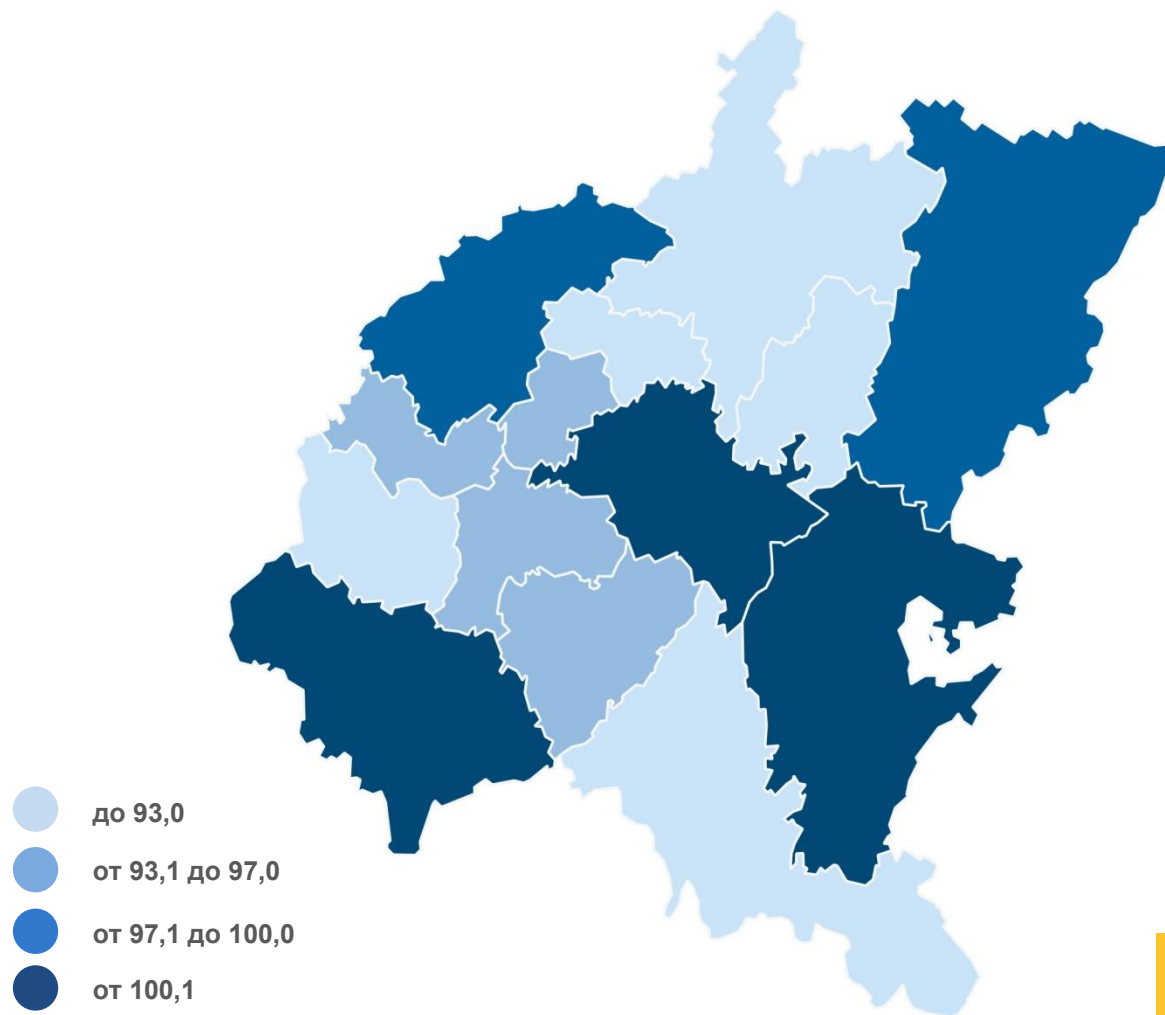 до 93,0
от 93,1 до 97,0
от 97,1 до 100,0
от 100,1